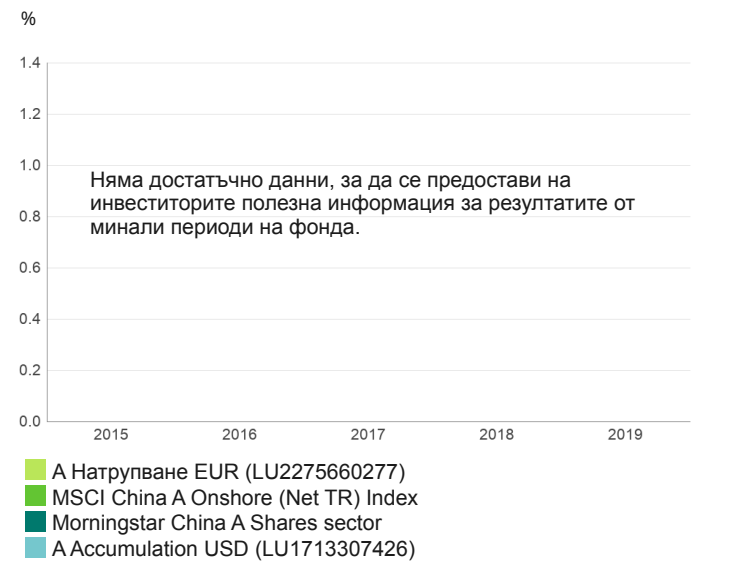 %
1.4
1.2
1.0
Няма достатъчно данни, за да се предостави на
инвеститорите полезна информация за резултатите от
0.8
минали периоди на фонда.
0.6
0.4
0.2
0.0
2015 2016 2017 2018 2019
А Натрупване EUR (LU2275660277)
MSCI China A Onshore (Net TR) Index
Morningstar China A Shares sector
A Accumulation USD (LU1713307426)